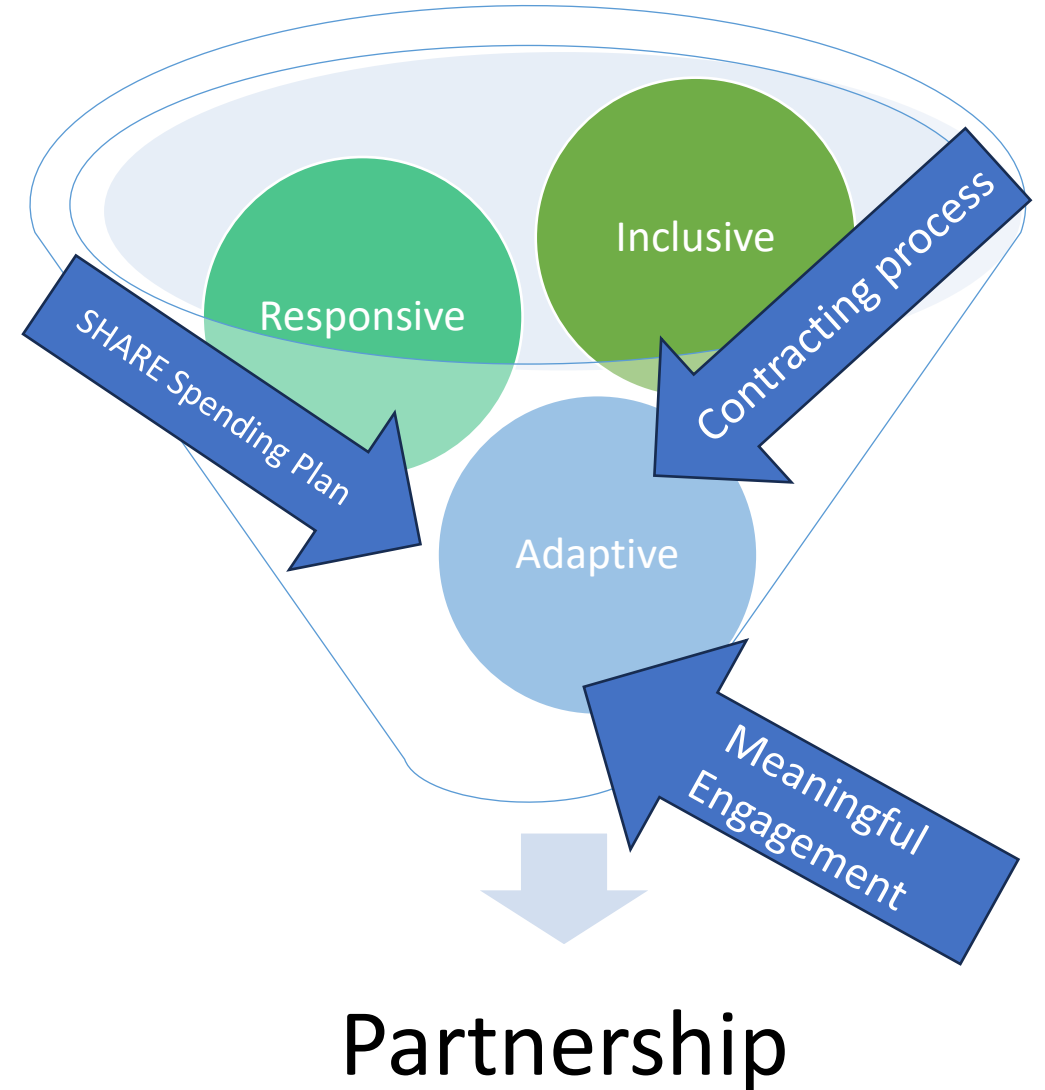 Inclusive
Responsive
Contracting process
SHARE Spending Plan
Adaptive
Meaningful
Engagement
Partnership